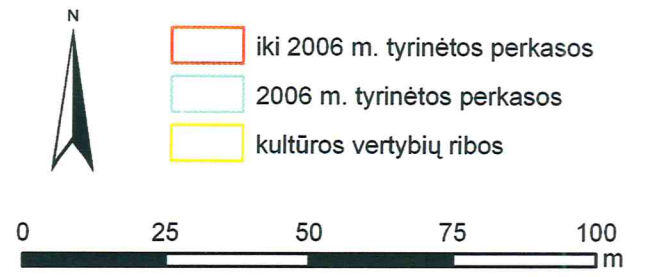 N
iki 2006 m. tyrinėtos perkasos
2006 m. tyrinėtos perkasos
kultūros vertybių ribos
0 25 50 75 100
m